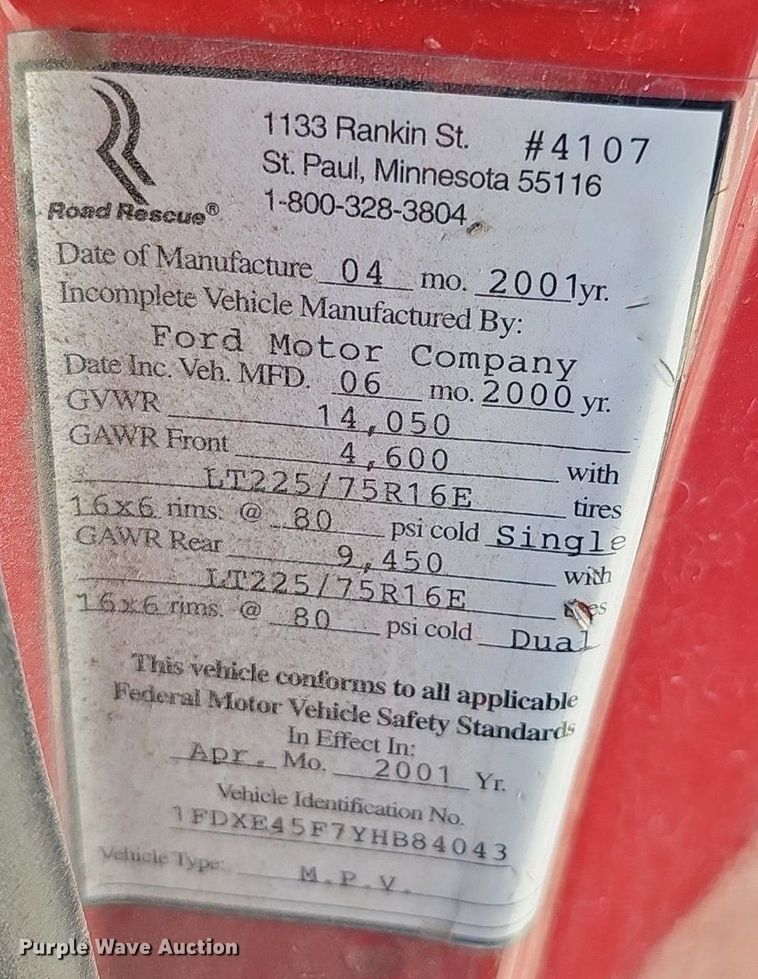 1133 Rankin St. #4107
St. Paul, Minnesota 55116
Road Rescue® 1-800-328-3804
Date of Manufacture 04 mo. 2001 yr.
Incomplete Vehicle Manufactured By:
Ford Motor Company
Date Inc. Veh. MFD. 06 mo. 2000 yr.
GVWR 14,050
GAWR Front 4,600 with
LT225/75R16E tires
16x6 rims. @ 80 psi cold Single
GAWR Rear 9,450 with
LT225/75R16E tires
16x6 rims. @ 80 psi cold Dual
This vehicle conforms to all applicable
Federal Motor Vehicle Safety Standards
In Effect In:
Apr. Mo. 2001 Yr.
Vehicle Identification No.
1FDXE45F7YHB84043
Vehicle Type: M.P.V.
Purple Wave Auction